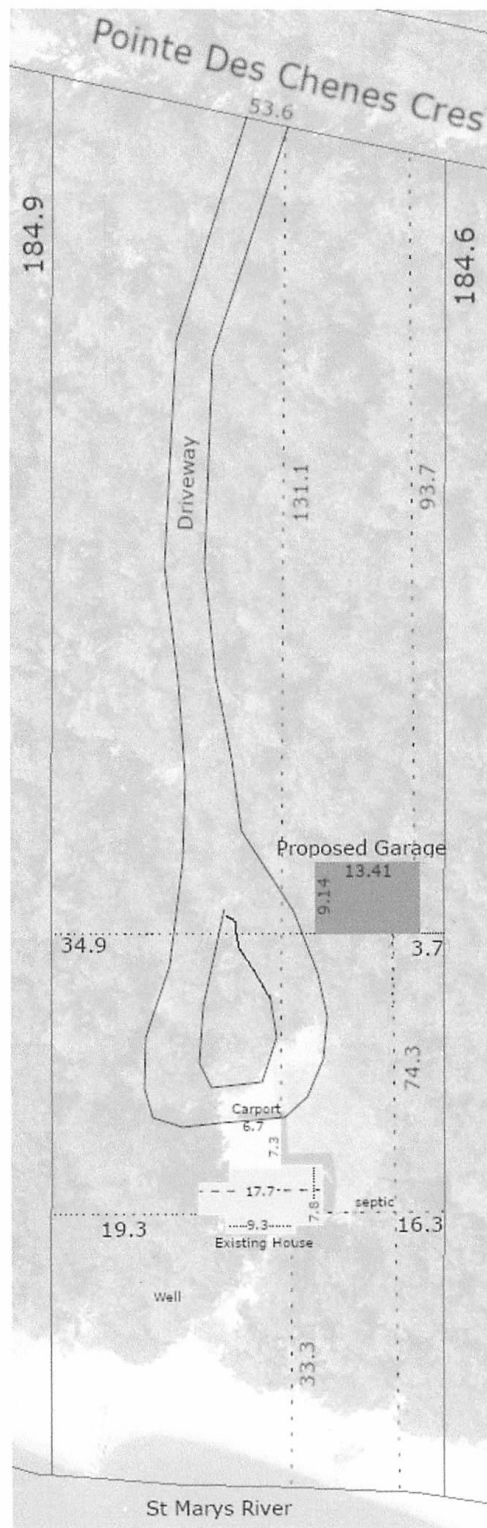 Pointe Des Chenes Cres
53.6
184.9
184.6
Driveway
131.1
93.7
Proposed Garage
13.41
9.14
34.9
3.7
74.3
Carport
6.7
7.3
17.7
septic
7.8
19.3
9.3
16.3
Existing House
Well
33.3
St Marys River